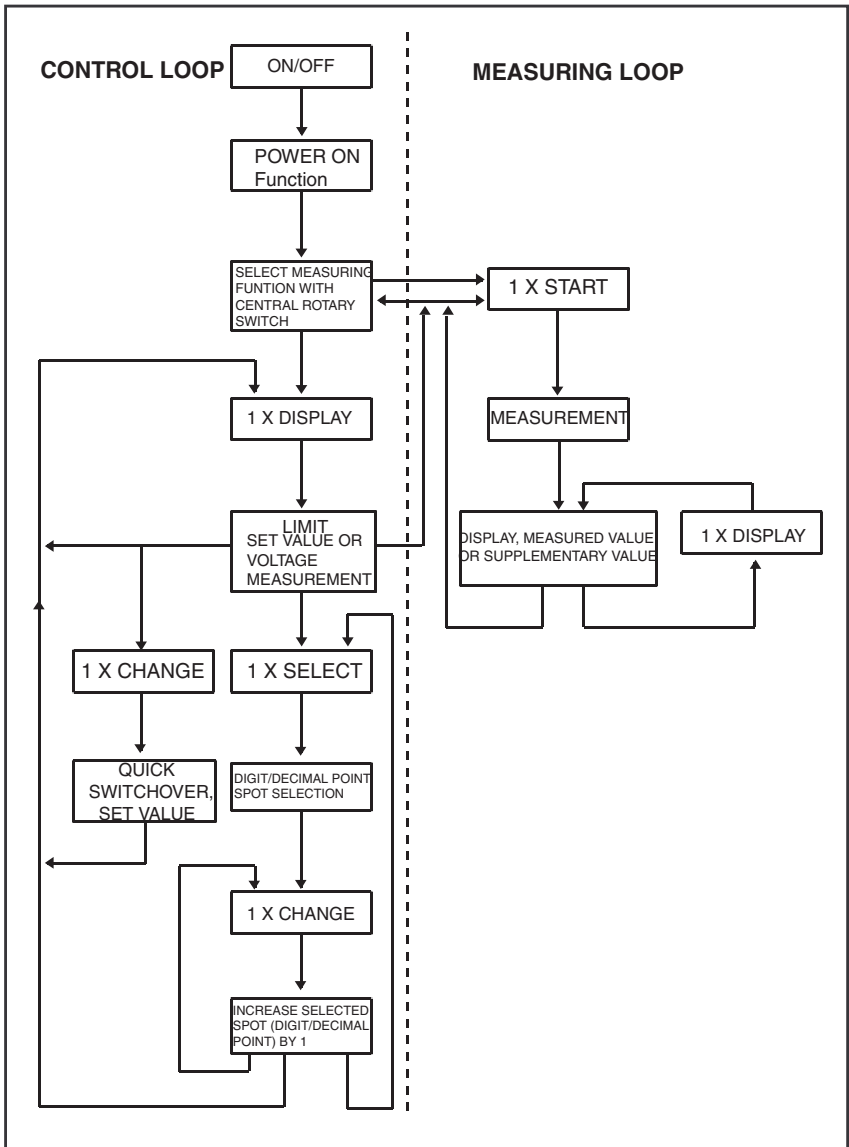 CONTROL LOOP
ON/OFF
MEASURING LOOP
POWER ON
Function
SELECT MEASURING
FUNTION WITH
CENTRAL ROTARY
SWITCH
1 X START
1 X DISPLAY
MEASUREMENT
LIMIT
SET VALUE OR
VOLTAGE
MEASUREMENT
DISPLAY, MEASURED VALUE
OR SUPPLEMENTARY VALUE
1 X DISPLAY
1 X CHANGE
1 X SELECT
QUICK
SWITCHOVER,
SET VALUE
DIGIT/DECIMAL POINT
SPOT SELECTION
1 X CHANGE
INCREASE SELECTED
SPOT (DIGIT/DECIMAL
POINT) BY 1